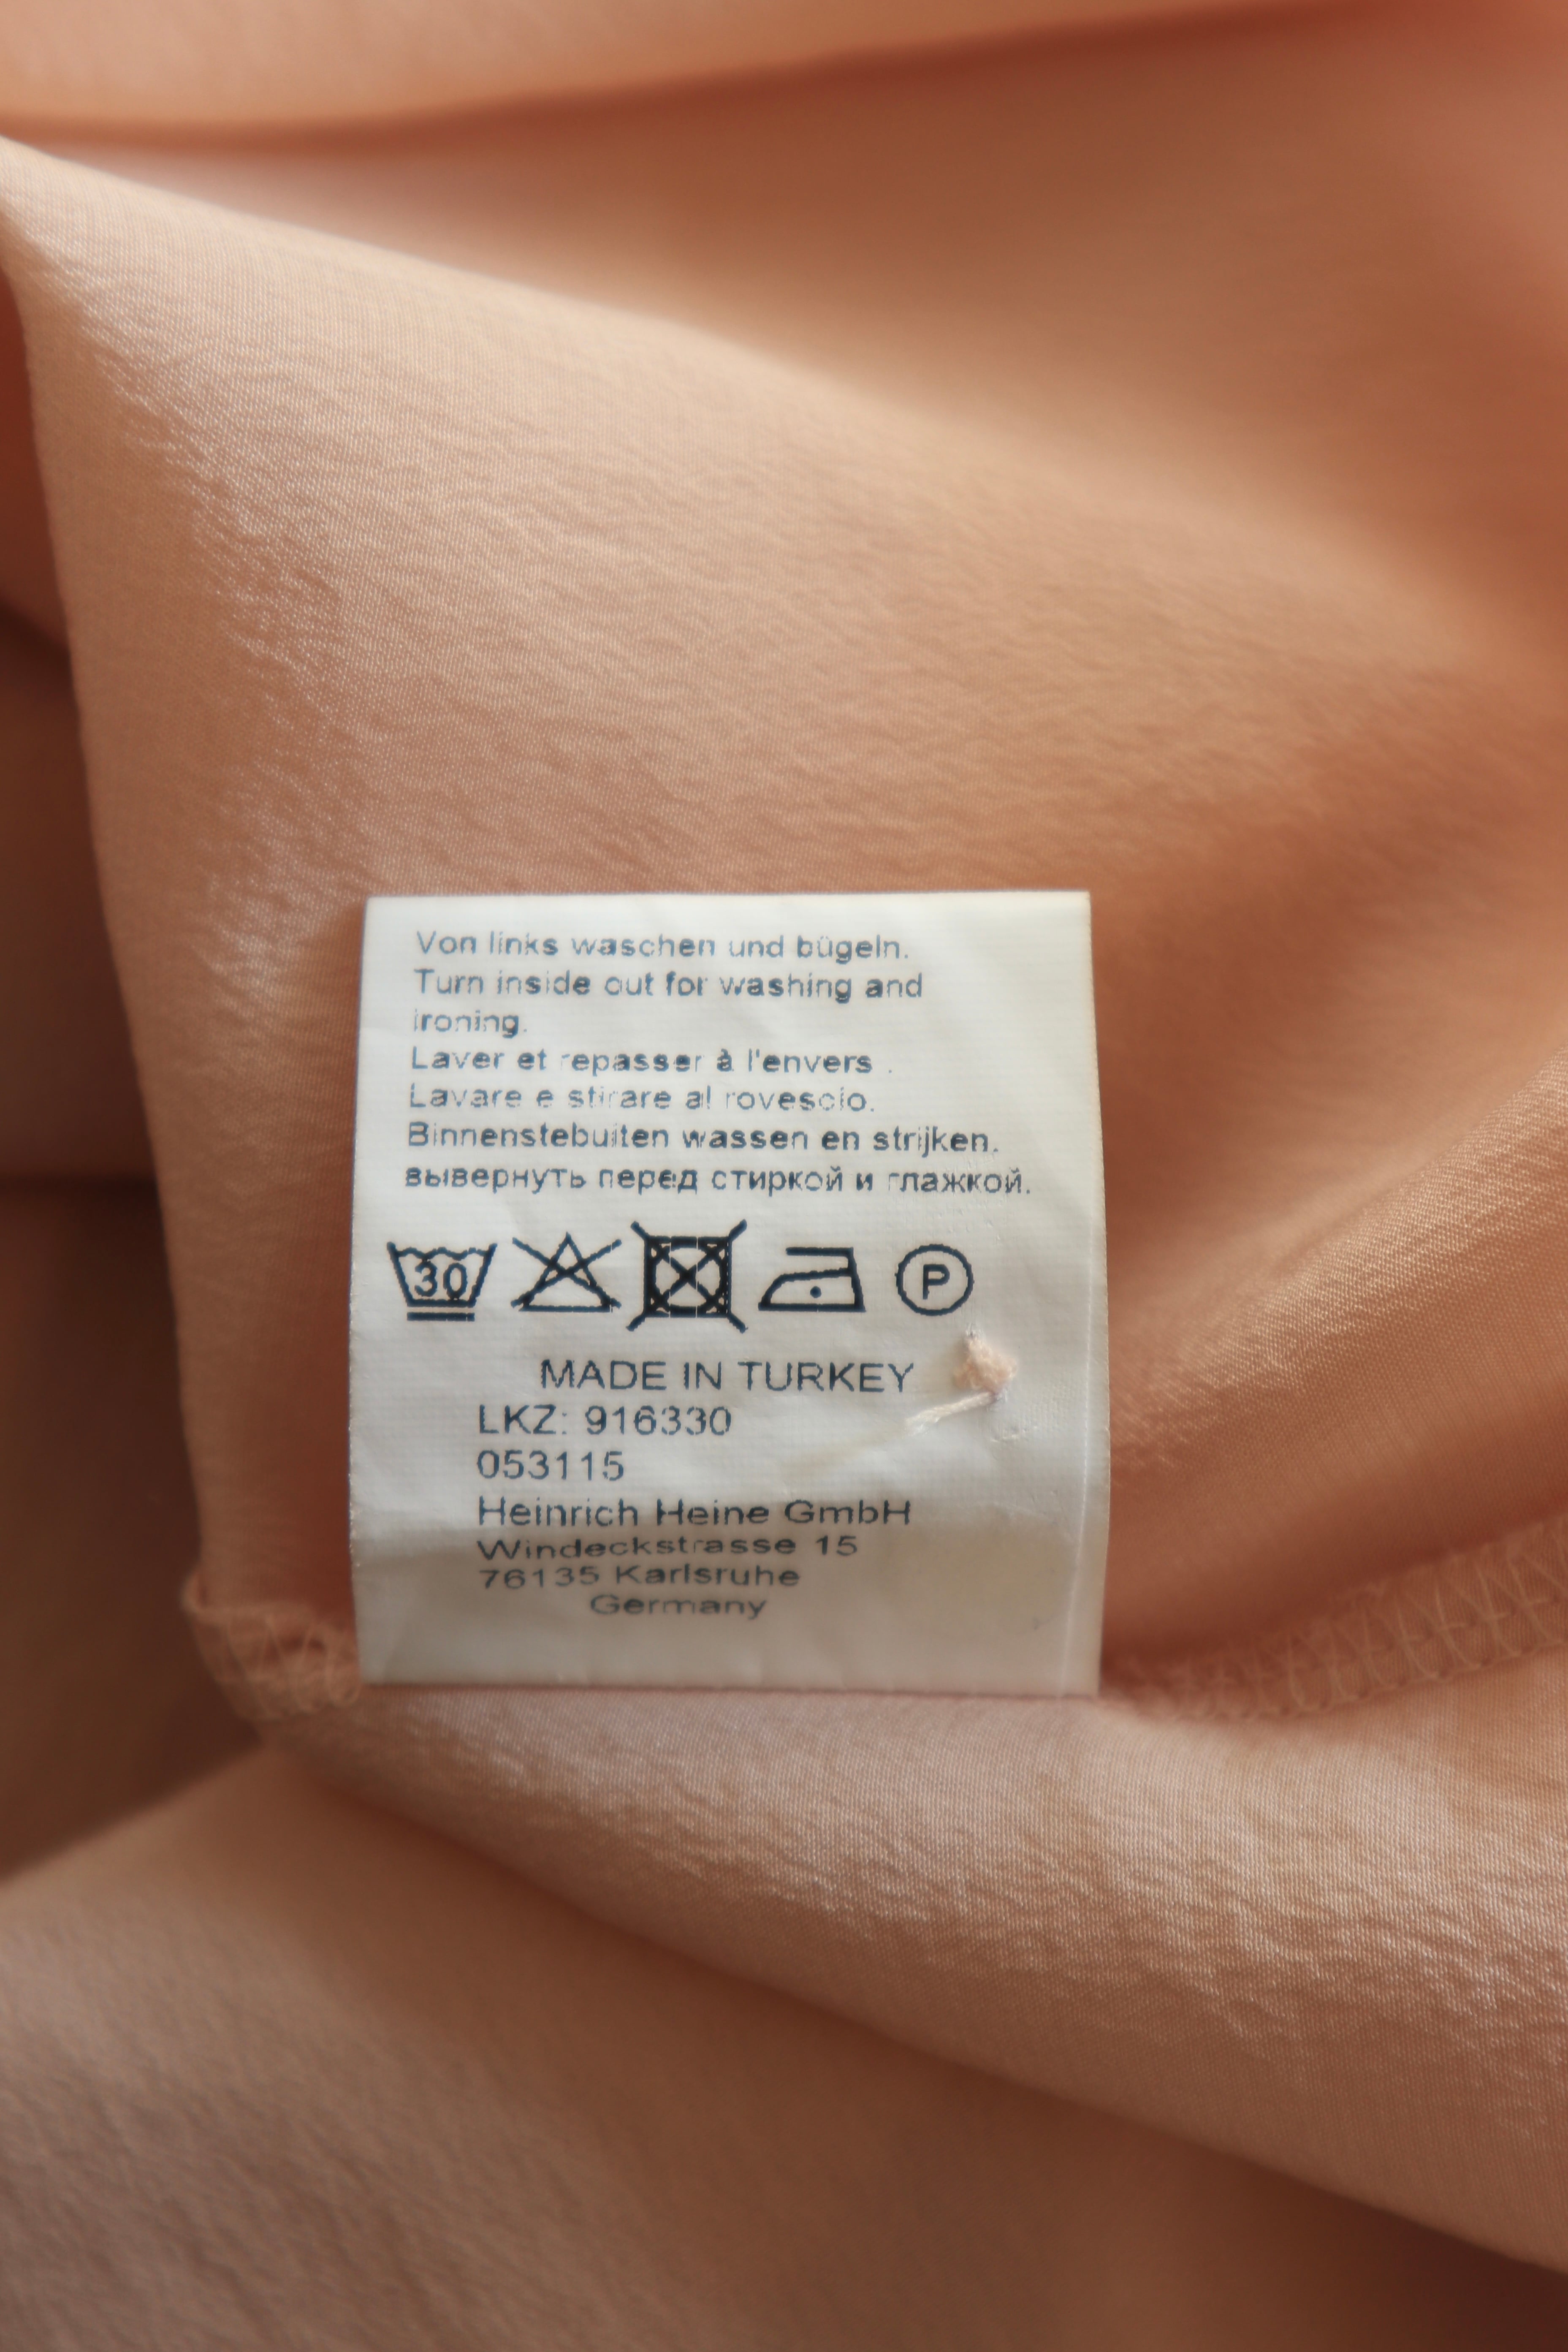 Von links waschen und bügeln.
Turn inside out for washing and
ironing.
Laver et repasser à l'envers .
Lavare e stirare al rovescio.
Binnenstebuiten wassen en strijken.
вывернуть перед стиркой и глажкой.
30 P
MADE IN TURKEY
LKZ: 916330
053115
Heinrich Heine GmbH
Windeckstrasse 15
76135 Karlsruhe
Germany